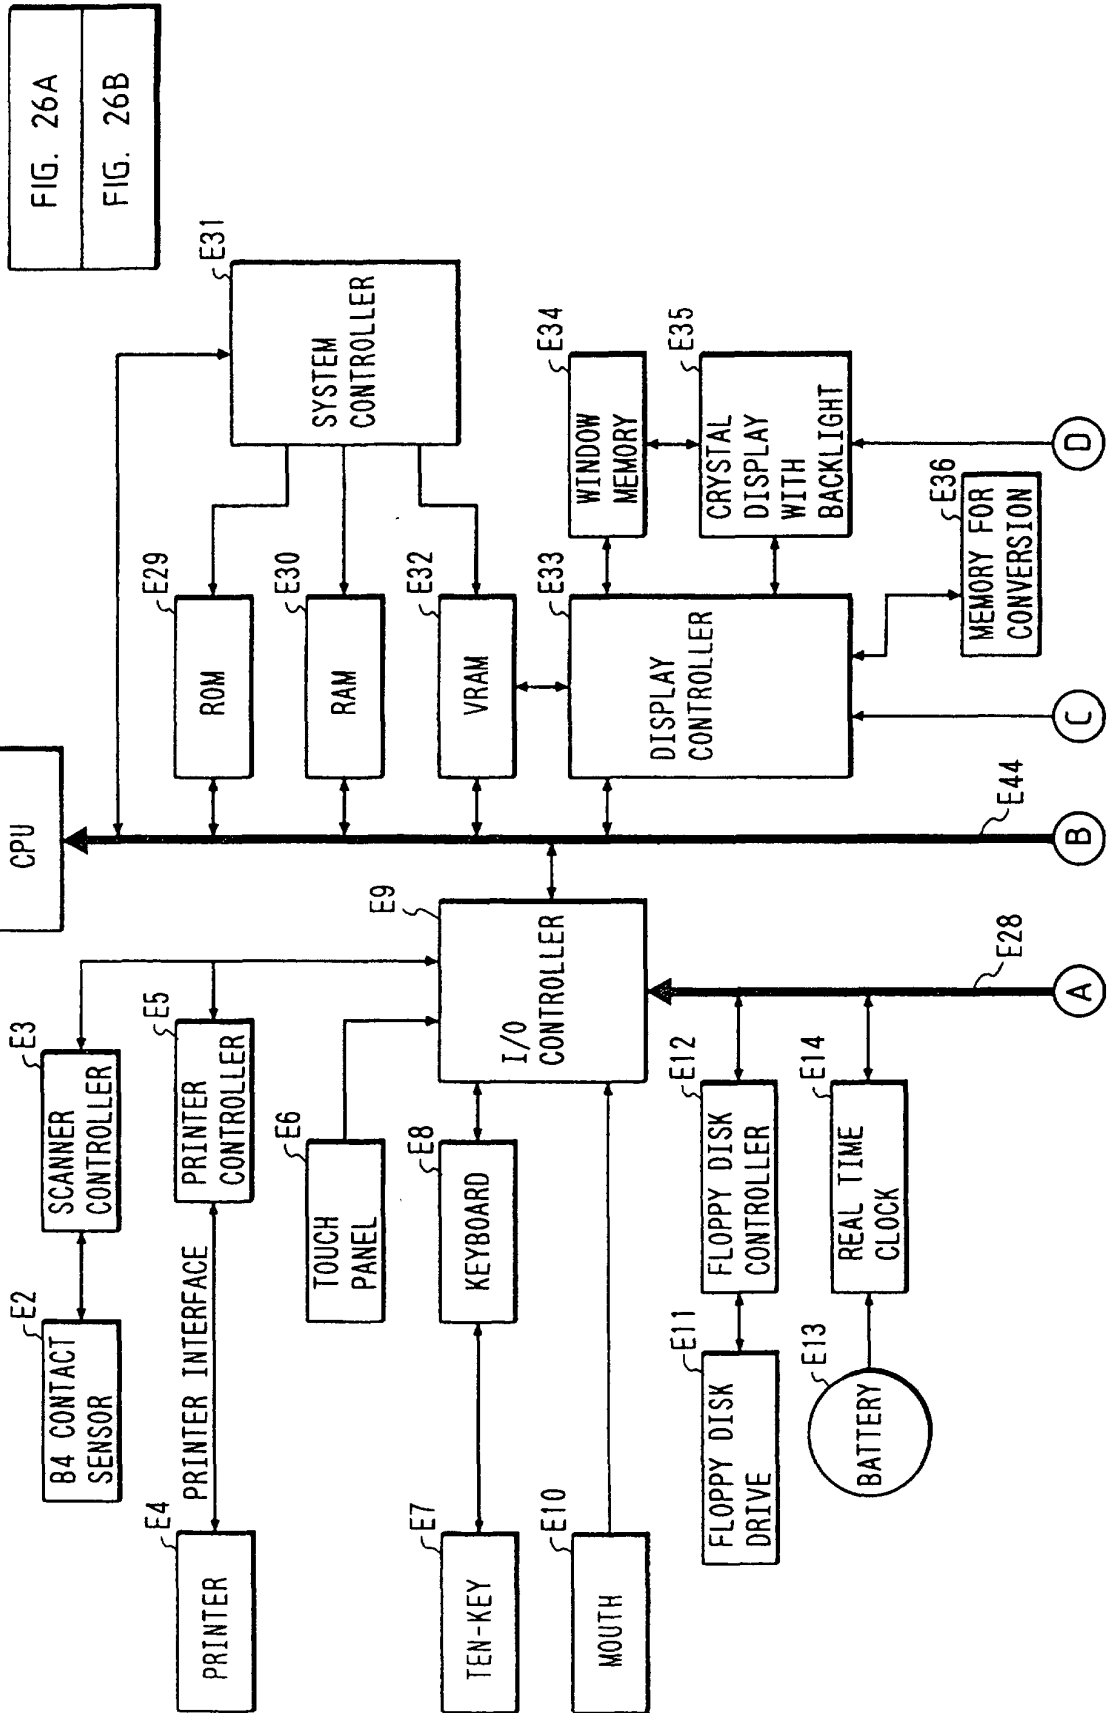 FIG. 26A
FIG. 26B
CPU
E31
SYSTEM
CONTROLLER
E29
ROM
E30
RAM
E32
VRAM
E33
DISPLAY
CONTROLLER
E34
WINDOW
MEMORY
E35
CRYSTAL
DISPLAY
WITH
BACKLIGHT
E36
MEMORY FOR
CONVERSION
E3
SCANNER
CONTROLLER
E2
B4 CONTACT
SENSOR
E5
PRINTER
CONTROLLER
PRINTER INTERFACE
E4
PRINTER
E6
TOUCH
PANEL
E8
KEYBOARD
E7
TEN-KEY
E10
MOUTH
E9
I/O
CONTROLLER
E12
FLOPPY DISK
CONTROLLER
E11
FLOPPY DISK
DRIVE
E14
REAL TIME
CLOCK
E13
BATTERY
E28
E44
A
B
C
D